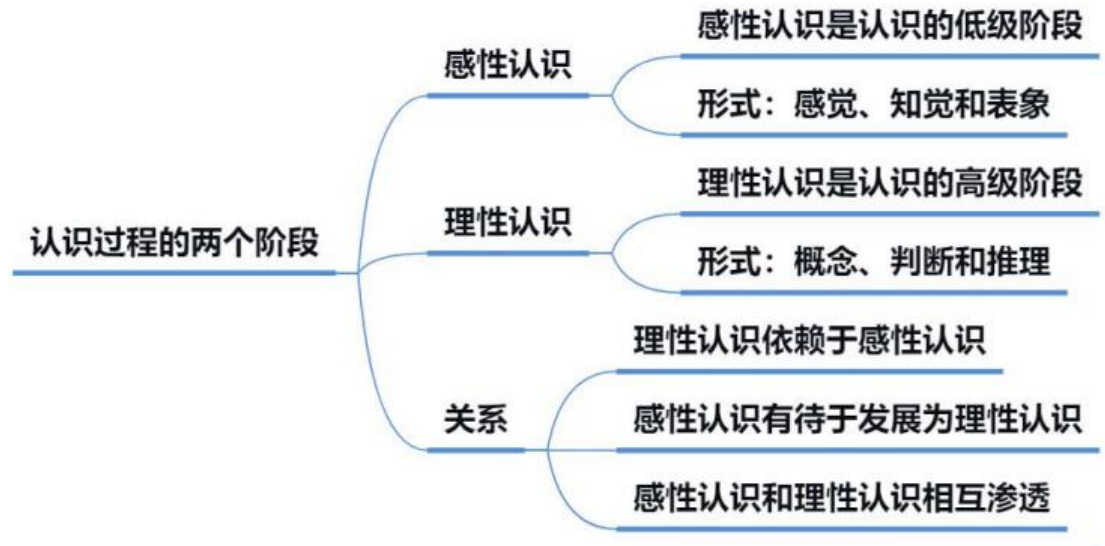 认识过程的两个阶段
感性认识
感性认识是认识的低级阶段
形式：感觉、知觉和表象
理性认识
理性认识是认识的高级阶段
形式：概念、判断和推理
关系
理性认识依赖于感性认识
感性认识有待于发展为理性认识
感性认识和理性认识相互渗透